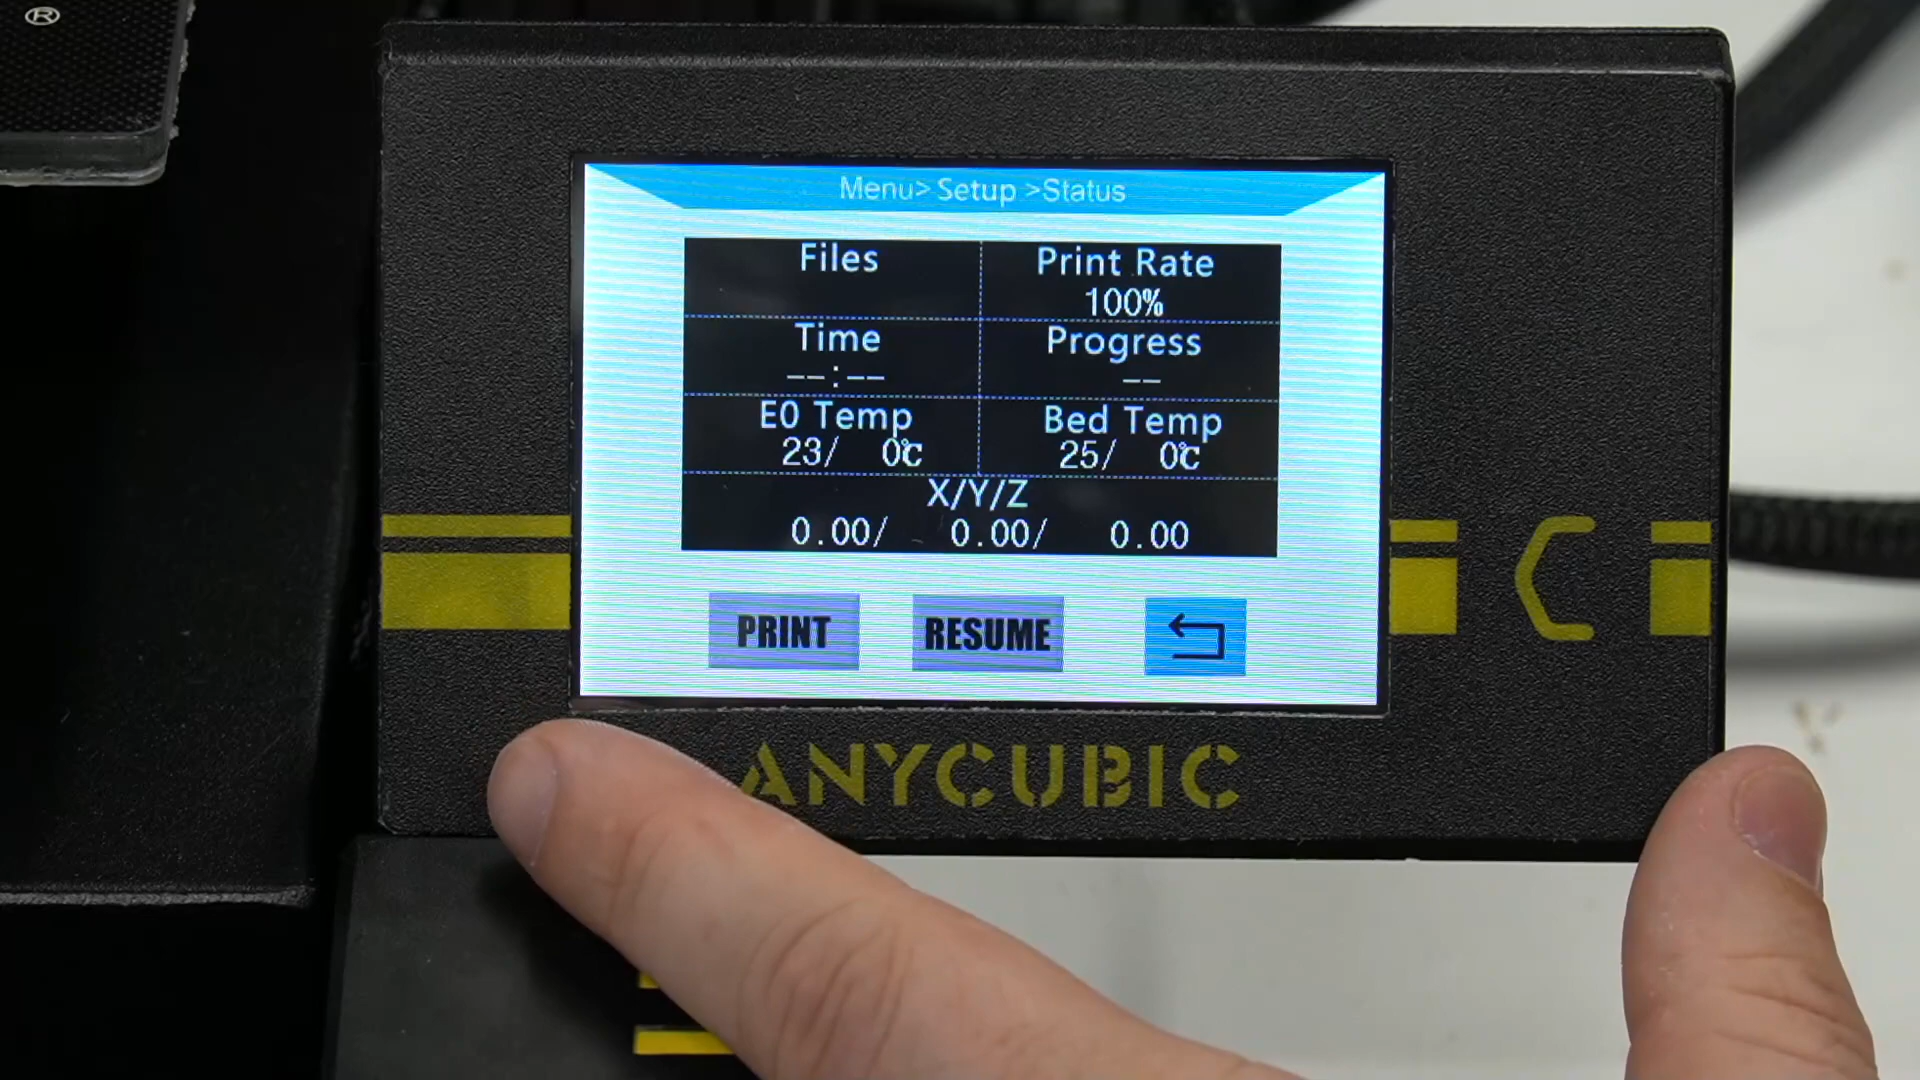 ®
Menu> Setup >Status
Files
Print Rate
100%
Time
Progress
--:--
--
E0 Temp
Bed Temp
23/ 0℃
25/ 0℃
X/Y/Z
0.00/ 0.00/ 0.00
PRINT
RESUME
ANYCUBIC